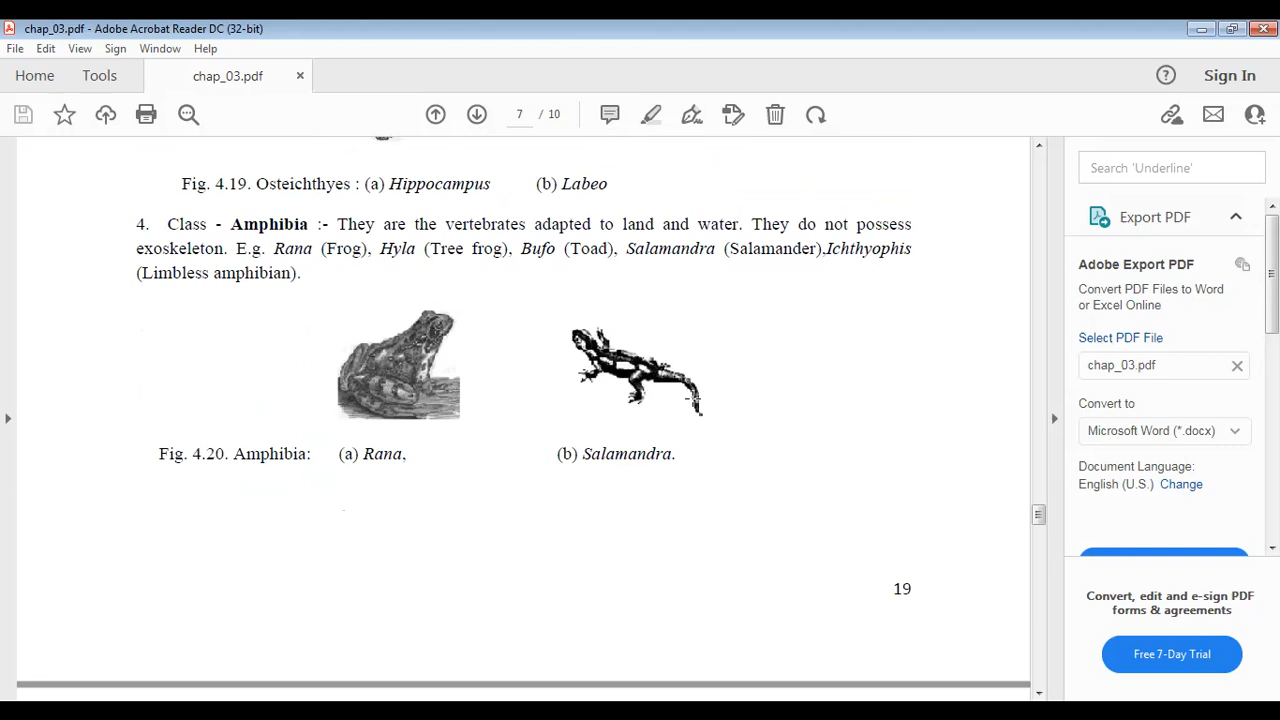 chap_03.pdf - Adobe Acrobat Reader DC (32-bit)
File Edit View Sign Window Help
Home Tools chap_03.pdf × Sign In
7 / 10
Fig. 4.19. Osteichthyes : (a) Hippocampus (b) Labeo
4. Class - Amphibia :- They are the vertebrates adapted to land and water. They do not possess
exoskeleton. E.g. Rana (Frog), Hyla (Tree frog), Bufo (Toad), Salamandra (Salamander),Ichthyophis
(Limbless amphibian).
Fig. 4.20. Amphibia: (a) Rana, (b) Salamandra.
19
Search 'Underline'
Export PDF
Adobe Export PDF
Convert PDF Files to Word
or Excel Online
Select PDF File
chap_03.pdf
Convert to
Microsoft Word (*.docx)
Document Language:
English (U.S.) Change
Convert, edit and e-sign PDF
forms & agreements
Free 7-Day Trial